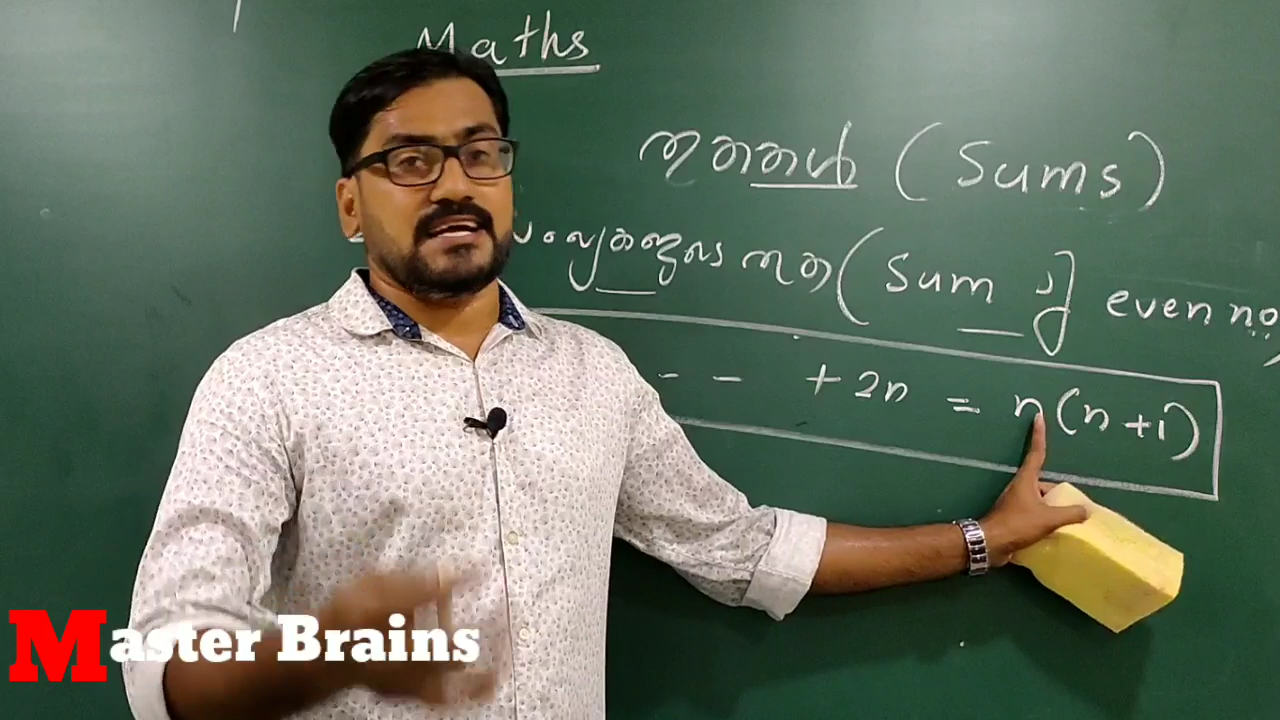 Maths
തുകകൾ (Sums)
സംഖ്യകളുടെ തുക (Sum of even no,
- - + 2n = n(n+1)
Master Brains